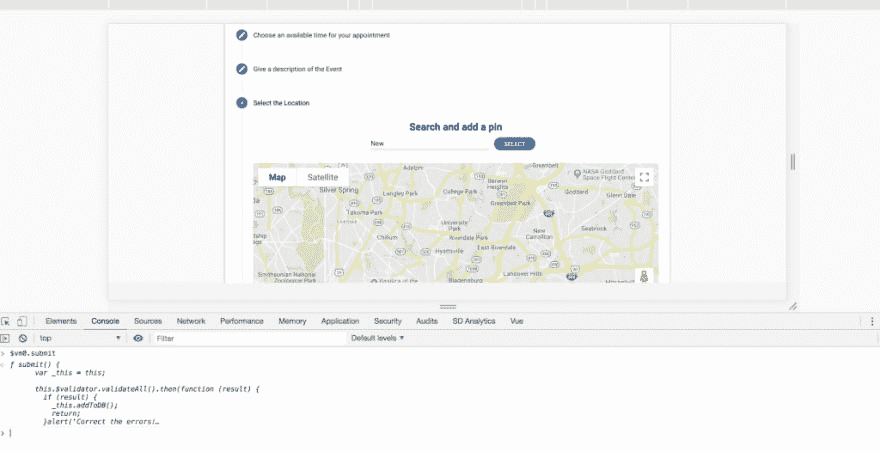 Choose an available time for your appointment
Give a description of the Event
Select the Location
Search and add a pin
New
SELECT
Map
Satellite
Adelphi
Greenbelt
NASA Goddard
Space Flight
Silver Spring
Langley Park
College Park
Berwyn
Heights
Goddard
Glenn Dale
Takoma Park
Greenbelt Park
University
Park
Chillum
Riverdale Park
New
Carrollton
Seabrook
Hyattsville
East Riverdale
Smithsonian National
Zoological Park
Bladensburg
Landover Hills
Elements Console Sources Network Performance Memory Application Security Audits SD Analytics Vue
top Filter Default levels ▼
> $vm0.submit
< ƒ submit() {
var _this = this;
this.$validator.validateAll().then(function (result) {
if (result) {
_this.addToDB();
return;
}alert('Correct the errors!…
>